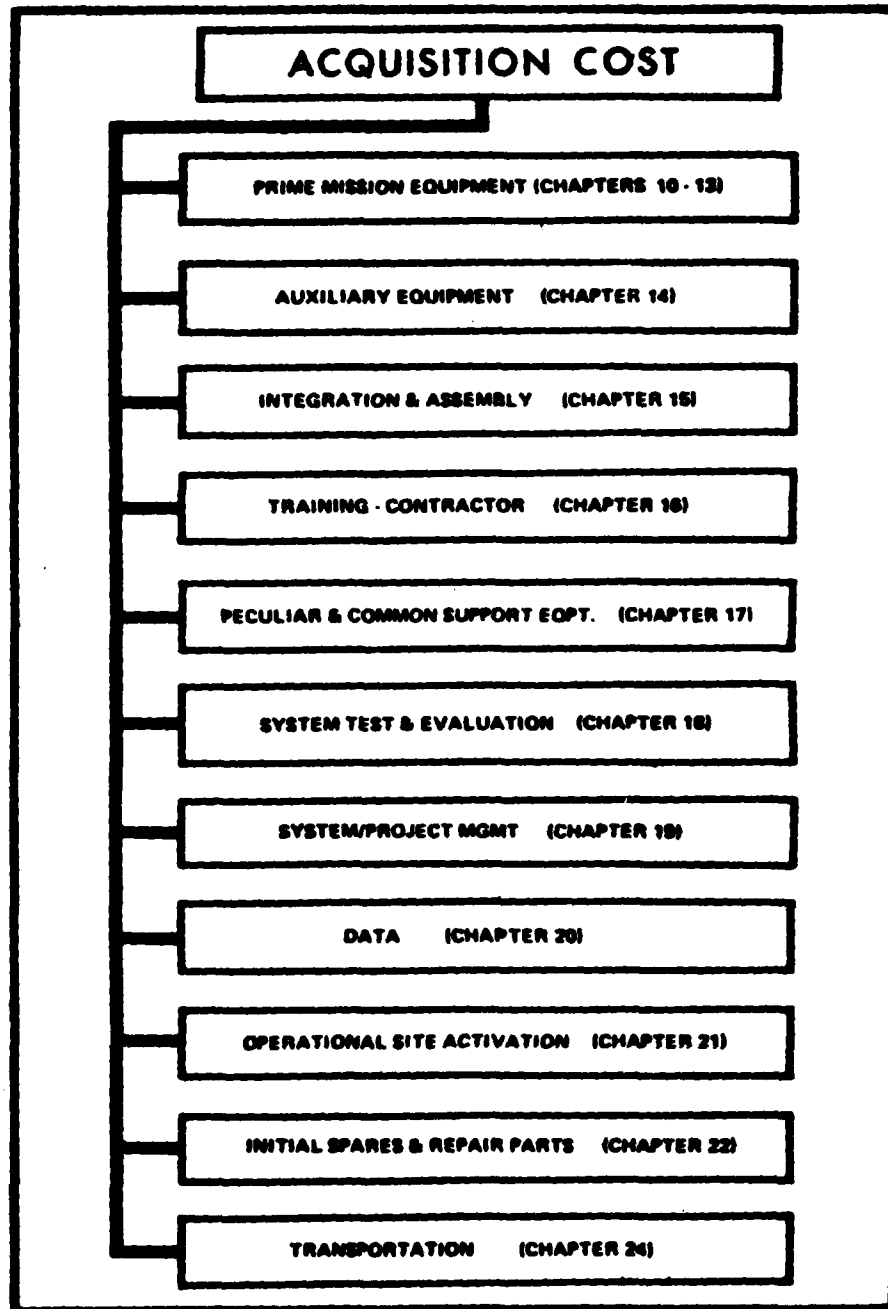 ACQUISITION COST
PRIME MISSION EQUIPMENT (CHAPTERS 10 - 13)
AUXILIARY EQUIPMENT (CHAPTER 14)
INTEGRATION & ASSEMBLY (CHAPTER 15)
TRAINING - CONTRACTOR (CHAPTER 16)
PECULIAR & COMMON SUPPORT EQPT. (CHAPTER 17)
SYSTEM TEST & EVALUATION (CHAPTER 18)
SYSTEM/PROJECT MGMT (CHAPTER 19)
DATA (CHAPTER 20)
OPERATIONAL SITE ACTIVATION (CHAPTER 21)
INITIAL SPARES & REPAIR PARTS (CHAPTER 22)
TRANSPORTATION (CHAPTER 24)